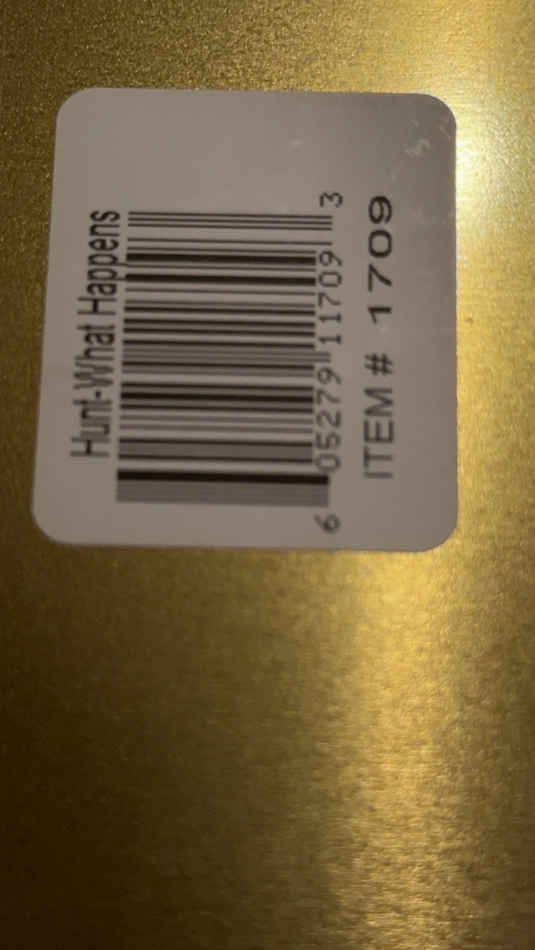 Hunt-What Happens
6 05279 11709 3
ITEM # 1709